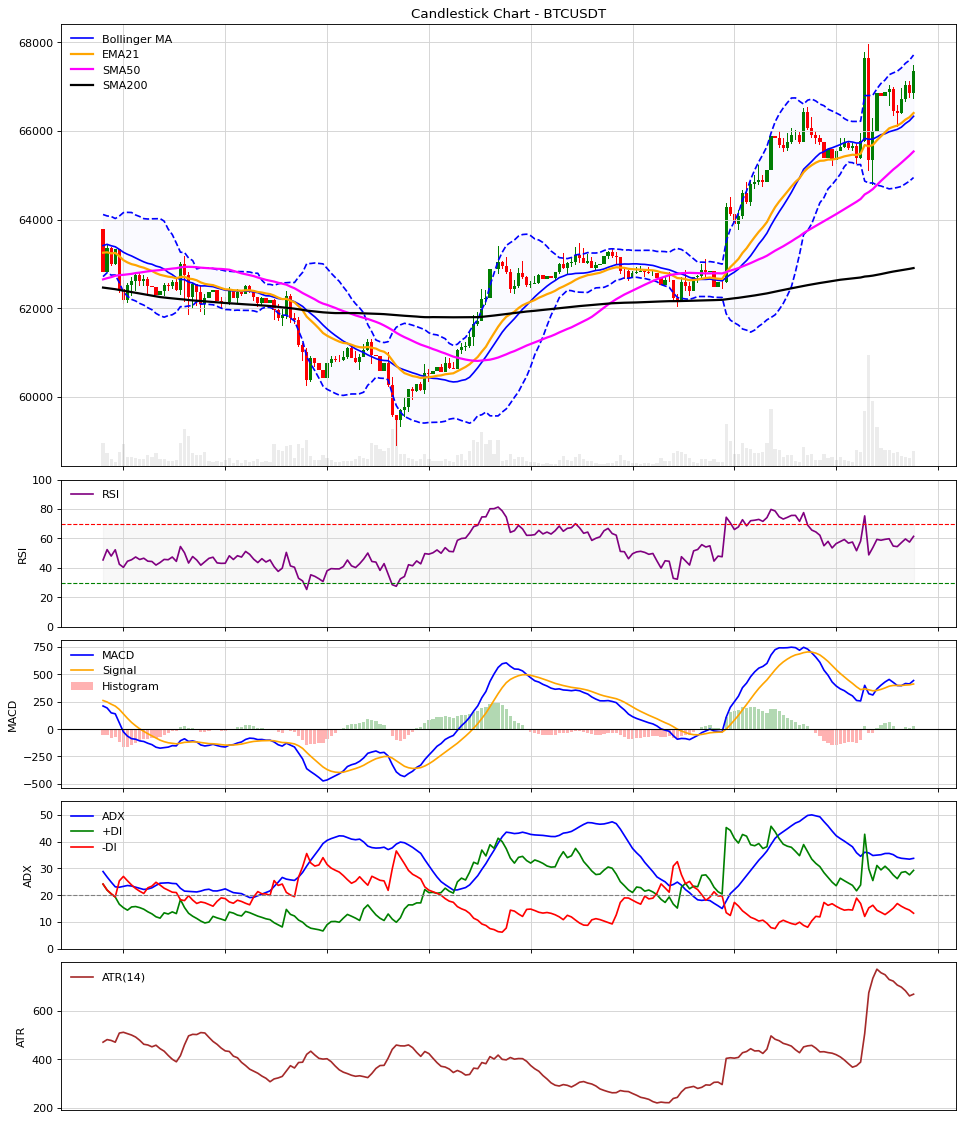 Candlestick Chart - BTCUSDT
68000
66000
64000
62000
60000
Bollinger MA
EMA21
SMA50
SMA200
RSI
100
80
60
40
20
0
RSI
MACD
750
500
250
0
−250
−500
MACD
Signal
Histogram
ADX
50
40
30
20
10
0
ADX
+DI
-DI
ATR
600
400
200
ATR(14)